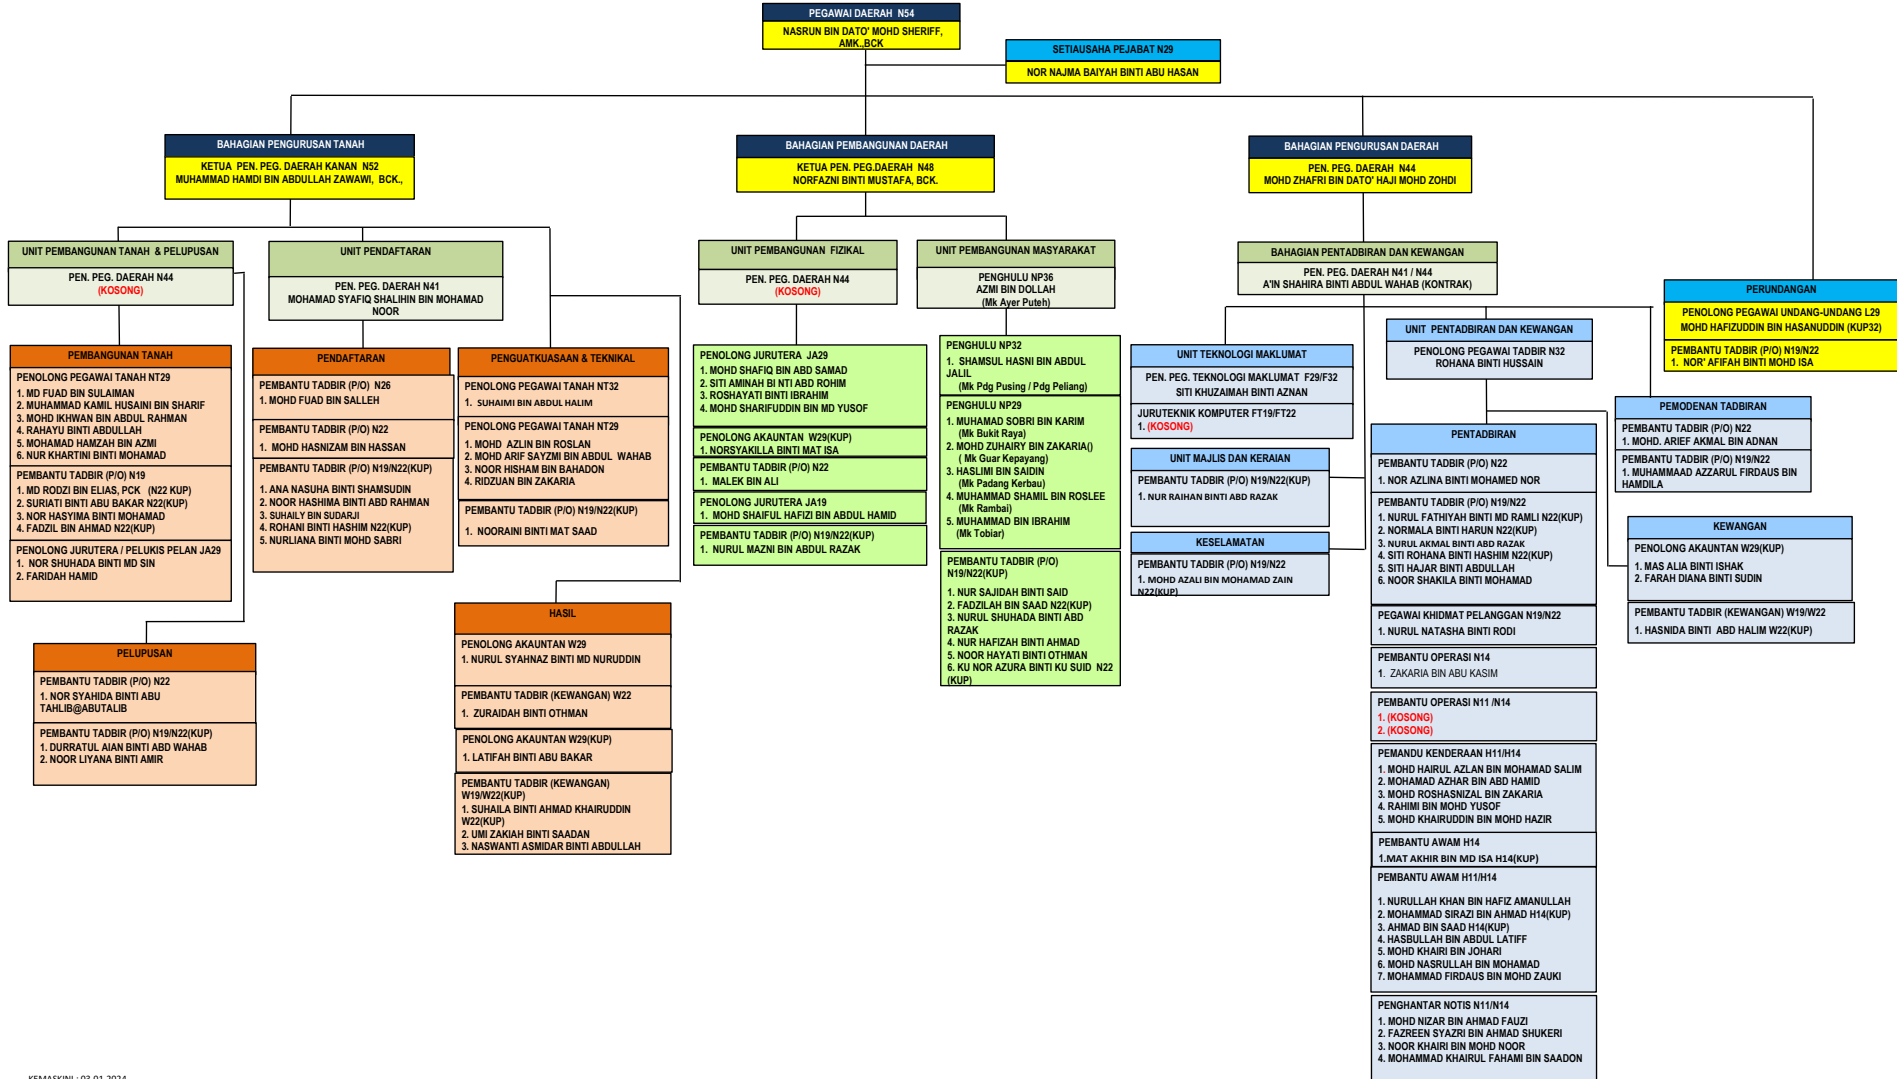 PEGAWAI DAERAH N54
NASRUN BIN DATO' MOHD SHERIFF,
AMK.,BCK
SETIAUSAHA PEJABAT N29
NOR NAJMA BAIYAH BINTI ABU HASAN
BAHAGIAN PENGURUSAN TANAH
KETUA PEN. PEG. DAERAH KANAN N52
MUHAMMAD HAMDI BIN ABDULLAH ZAWAWI, BCK.,
BAHAGIAN PEMBANGUNAN DAERAH
KETUA PEN. PEG.DAERAH N48
NORFAZNI BINTI MUSTAFA, BCK.
BAHAGIAN PENGURUSAN DAERAH
PEN. PEG. DAERAH N44
MOHD ZHAFRI BIN DATO' HAJI MOHD ZOHDI
UNIT PEMBANGUNAN TANAH & PELUPUSAN
PEN. PEG. DAERAH N44
(KOSONG)
UNIT PENDAFTARAN
PEN. PEG. DAERAH N41
MOHAMAD SYAFIQ SHALIHIN BIN MOHAMAD
NOOR
UNIT PEMBANGUNAN FIZIKAL
PEN. PEG. DAERAH N44
(KOSONG)
UNIT PEMBANGUNAN MASYARAKAT
PENGHULU NP36
AZMI BIN DOLLAH
(Mk Ayer Puteh)
BAHAGIAN PENTADBIRAN DAN KEWANGAN
PEN. PEG. DAERAH N41 / N44
A'IN SHAHIRA BINTI ABDUL WAHAB (KONTRAK)
PERUNDANGAN
PENOLONG PEGAWAI UNDANG-UNDANG L29
MOHD HAFIZUDDIN BIN HASANUDDIN (KUP32)
PEMBANTU TADBIR (P/O) N19/N22
1. NOR' AFIFAH BINTI MOHD ISA
PEMBANGUNAN TANAH
PENOLONG PEGAWAI TANAH NT29
1. MD FUAD BIN SULAIMAN
2. MUHAMMAD KAMIL HUSAINI BIN SHARIF
3. MOHD IKHWAN BIN ABDUL RAHMAN
4. RAHAYU BINTI ABDULLAH
5. MOHAMAD HAMZAH BIN AZMI
6. NUR KHARTINI BINTI MOHAMAD
PEMBANTU TADBIR (P/O) N19
1. MD RODZI BIN ELIAS, PCK (N22 KUP)
2. SURIATI BINTI ABU BAKAR N22(KUP)
3. NOR HASYIMA BINTI MOHAMAD
4. FADZIL BIN AHMAD N22(KUP)
PENOLONG JURUTERA / PELUKIS PELAN JA29
1. NOR SHUHADA BINTI MD SIN
2. FARIDAH HAMID
PELUPUSAN
PEMBANTU TADBIR (P/O) N22
1. NOR SYAHIDA BINTI ABU
TAHLIB@ABUTALIB
PEMBANTU TADBIR (P/O) N19/N22(KUP)
1. DURRATUL AIAN BINTI ABD WAHAB
2. NOOR LIYANA BINTI AMIR
PENDAFTARAN
PEMBANTU TADBIR (P/O) N26
1. MOHD FUAD BIN SALLEH
PEMBANTU TADBIR (P/O) N22
1. MOHD HASNIZAM BIN HASSAN
PEMBANTU TADBIR (P/O) N19/N22(KUP)
1. ANA NASUHA BINTI SHAMSUDIN
2. NOOR HASHIMA BINTI ABD RAHMAN
3. SUHAILY BIN SUDARJI
4. ROHANI BINTI HASHIM N22(KUP)
5. NURLIANA BINTI MOHD SABRI
PENGUATKUASAAN & TEKNIKAL
PENOLONG PEGAWAI TANAH NT32
1. SUHAIMI BIN ABDUL HALIM
PENOLONG PEGAWAI TANAH NT29
1. MOHD AZLIN BIN ROSLAN
2. MOHD ARIF SAYZMI BIN ABDUL WAHAB
3. NOOR HISHAM BIN BAHADON
4. RIDZUAN BIN ZAKARIA
PEMBANTU TADBIR (P/O) N19/N22(KUP)
1. NOORAINI BINTI MAT SAAD
HASIL
PENOLONG AKAUNTAN W29
1. NURUL SYAHNAZ BINTI MD NURUDDIN
PEMBANTU TADBIR (KEWANGAN) W22
1. ZURAIDAH BINTI OTHMAN
PENOLONG AKAUNTAN W29(KUP)
1. LATIFAH BINTI ABU BAKAR
PEMBANTU TADBIR (KEWANGAN)
W19/W22(KUP)
1. SUHAILA BINTI AHMAD KHAIRUDDIN
W22(KUP)
2. UMI ZAKIAH BINTI SAADAN
3. NASWANTI ASMIDAR BINTI ABDULLAH
PENOLONG JURUTERA JA29
1. MOHD SHAFIQ BIN ABD SAMAD
2. SITI AMINAH BI NTI ABD ROHIM
3. ROSHAYATI BINTI IBRAHIM
4. MOHD SHARIFUDDIN BIN MD YUSOF
PENOLONG AKAUNTAN W29(KUP)
1. NORSYAKILLA BINTI MAT ISA
PEMBANTU TADBIR (P/O) N22
1. MALEK BIN ALI
PENOLONG JURUTERA JA19
1. MOHD SHAIFUL HAFIZI BIN ABDUL HAMID
PEMBANTU TADBIR (P/O) N19/N22(KUP)
1. NURUL MAZNI BIN ABDUL RAZAK
PENGHULU NP32
1. SHAMSUL HASNI BIN ABDUL
JALIL
(Mk Pdg Pusing / Pdg Peliang)
PENGHULU NP29
1. MUHAMAD SOBRI BIN KARIM
(Mk Bukit Raya)
2. MOHD ZUHAIRY BIN ZAKARIA()
( Mk Guar Kepayang)
3. HASLIMI BIN SAIDIN
(Mk Padang Kerbau)
4. MUHAMMAD SHAMIL BIN ROSLEE
(Mk Rambai)
5. MUHAMMAD BIN IBRAHIM
(Mk Tobiar)
PEMBANTU TADBIR (P/O)
N19/N22(KUP)
1. NUR SAJIDAH BINTI SAID
2. FADZILAH BIN SAAD N22(KUP)
3. NURUL SHUHADA BINTI ABD
RAZAK
4. NUR HAFIZAH BINTI AHMAD
5. NOOR HAYATI BINTI OTHMAN
6. KU NOR AZURA BINTI KU SUID N22
(KUP)
UNIT TEKNOLOGI MAKLUMAT
PEN. PEG. TEKNOLOGI MAKLUMAT F29/F32
SITI KHUZAIMAH BINTI AZNAN
JURUTEKNIK KOMPUTER FT19/FT22
1. (KOSONG)
UNIT MAJLIS DAN KERAIAN
PEMBANTU TADBIR (P/O) N19/N22(KUP)
1. NUR RAIHAN BINTI ABD RAZAK
KESELAMATAN
PEMBANTU TADBIR (P/O) N19/N22
1. MOHD AZALI BIN MOHAMAD ZAIN
N22(KUP)
UNIT PENTADBIRAN DAN KEWANGAN
PENOLONG PEGAWAI TADBIR N32
ROHANA BINTI HUSSAIN
PENTADBIRAN
PEMBANTU TADBIR (P/O) N22
1. NOR AZLINA BINTI MOHAMED NOR
PEMBANTU TADBIR (P/O) N19/N22
1. NURUL FATHIYAH BINTI MD RAMLI N22(KUP)
2. NORMALA BINTI HARUN N22(KUP)
3. NURUL AKMAL BINTI ABD RAZAK
4. SITI ROHANA BINTI HASHIM N22(KUP)
5. SITI HAJAR BINTI ABDULLAH
6. NOOR SHAKILA BINTI MOHAMAD
PEGAWAI KHIDMAT PELANGGAN N19/N22
1. NURUL NATASHA BINTI RODI
PEMBANTU OPERASI N14
1. ZAKARIA BIN ABU KASIM
PEMBANTU OPERASI N11 /N14
1. (KOSONG)
2. (KOSONG)
PEMANDU KENDERAAN H11/H14
1. MOHD HAIRUL AZLAN BIN MOHAMAD SALIM
2. MOHAMAD AZHAR BIN ABD HAMID
3. MOHD ROSHASNIZAL BIN ZAKARIA
4. RAHIMI BIN MOHD YUSOF
5. MOHD KHAIRUDDIN BIN MOHD HAZIR
PEMBANTU AWAM H14
1.MAT AKHIR BIN MD ISA H14(KUP)
PEMBANTU AWAM H11/H14
1. NURULLAH KHAN BIN HAFIZ AMANULLAH
2. MOHAMMAD SIRAZI BIN AHMAD H14(KUP)
3. AHMAD BIN SAAD H14(KUP)
4. HASBULLAH BIN ABDUL LATIFF
5. MOHD KHAIRI BIN JOHARI
6. MOHD NASRULLAH BIN MOHAMAD
7. MOHAMMAD FIRDAUS BIN MOHD ZAUKI
PENGHANTAR NOTIS N11/N14
1. MOHD NIZAR BIN AHMAD FAUZI
2. FAZREEN SYAZRI BIN AHMAD SHUKERI
3. NOOR KHAIRI BIN MOHD NOOR
4. MOHAMMAD KHAIRUL FAHAMI BIN SAADON
PEMODENAN TADBIRAN
PEMBANTU TADBIR (P/O) N22
1. MOHD. ARIEF AKMAL BIN ADNAN
PEMBANTU TADBIR (P/O) N19/N22
1. MUHAMMAAD AZZARUL FIRDAUS BIN
HAMDILA
KEWANGAN
PENOLONG AKAUNTAN W29(KUP)
1. MAS ALIA BINTI ISHAK
2. FARAH DIANA BINTI SUDIN
PEMBANTU TADBIR (KEWANGAN) W19/W22
1. HASNIDA BINTI ABD HALIM W22(KUP)
KEMASKINI : 03.01.2024